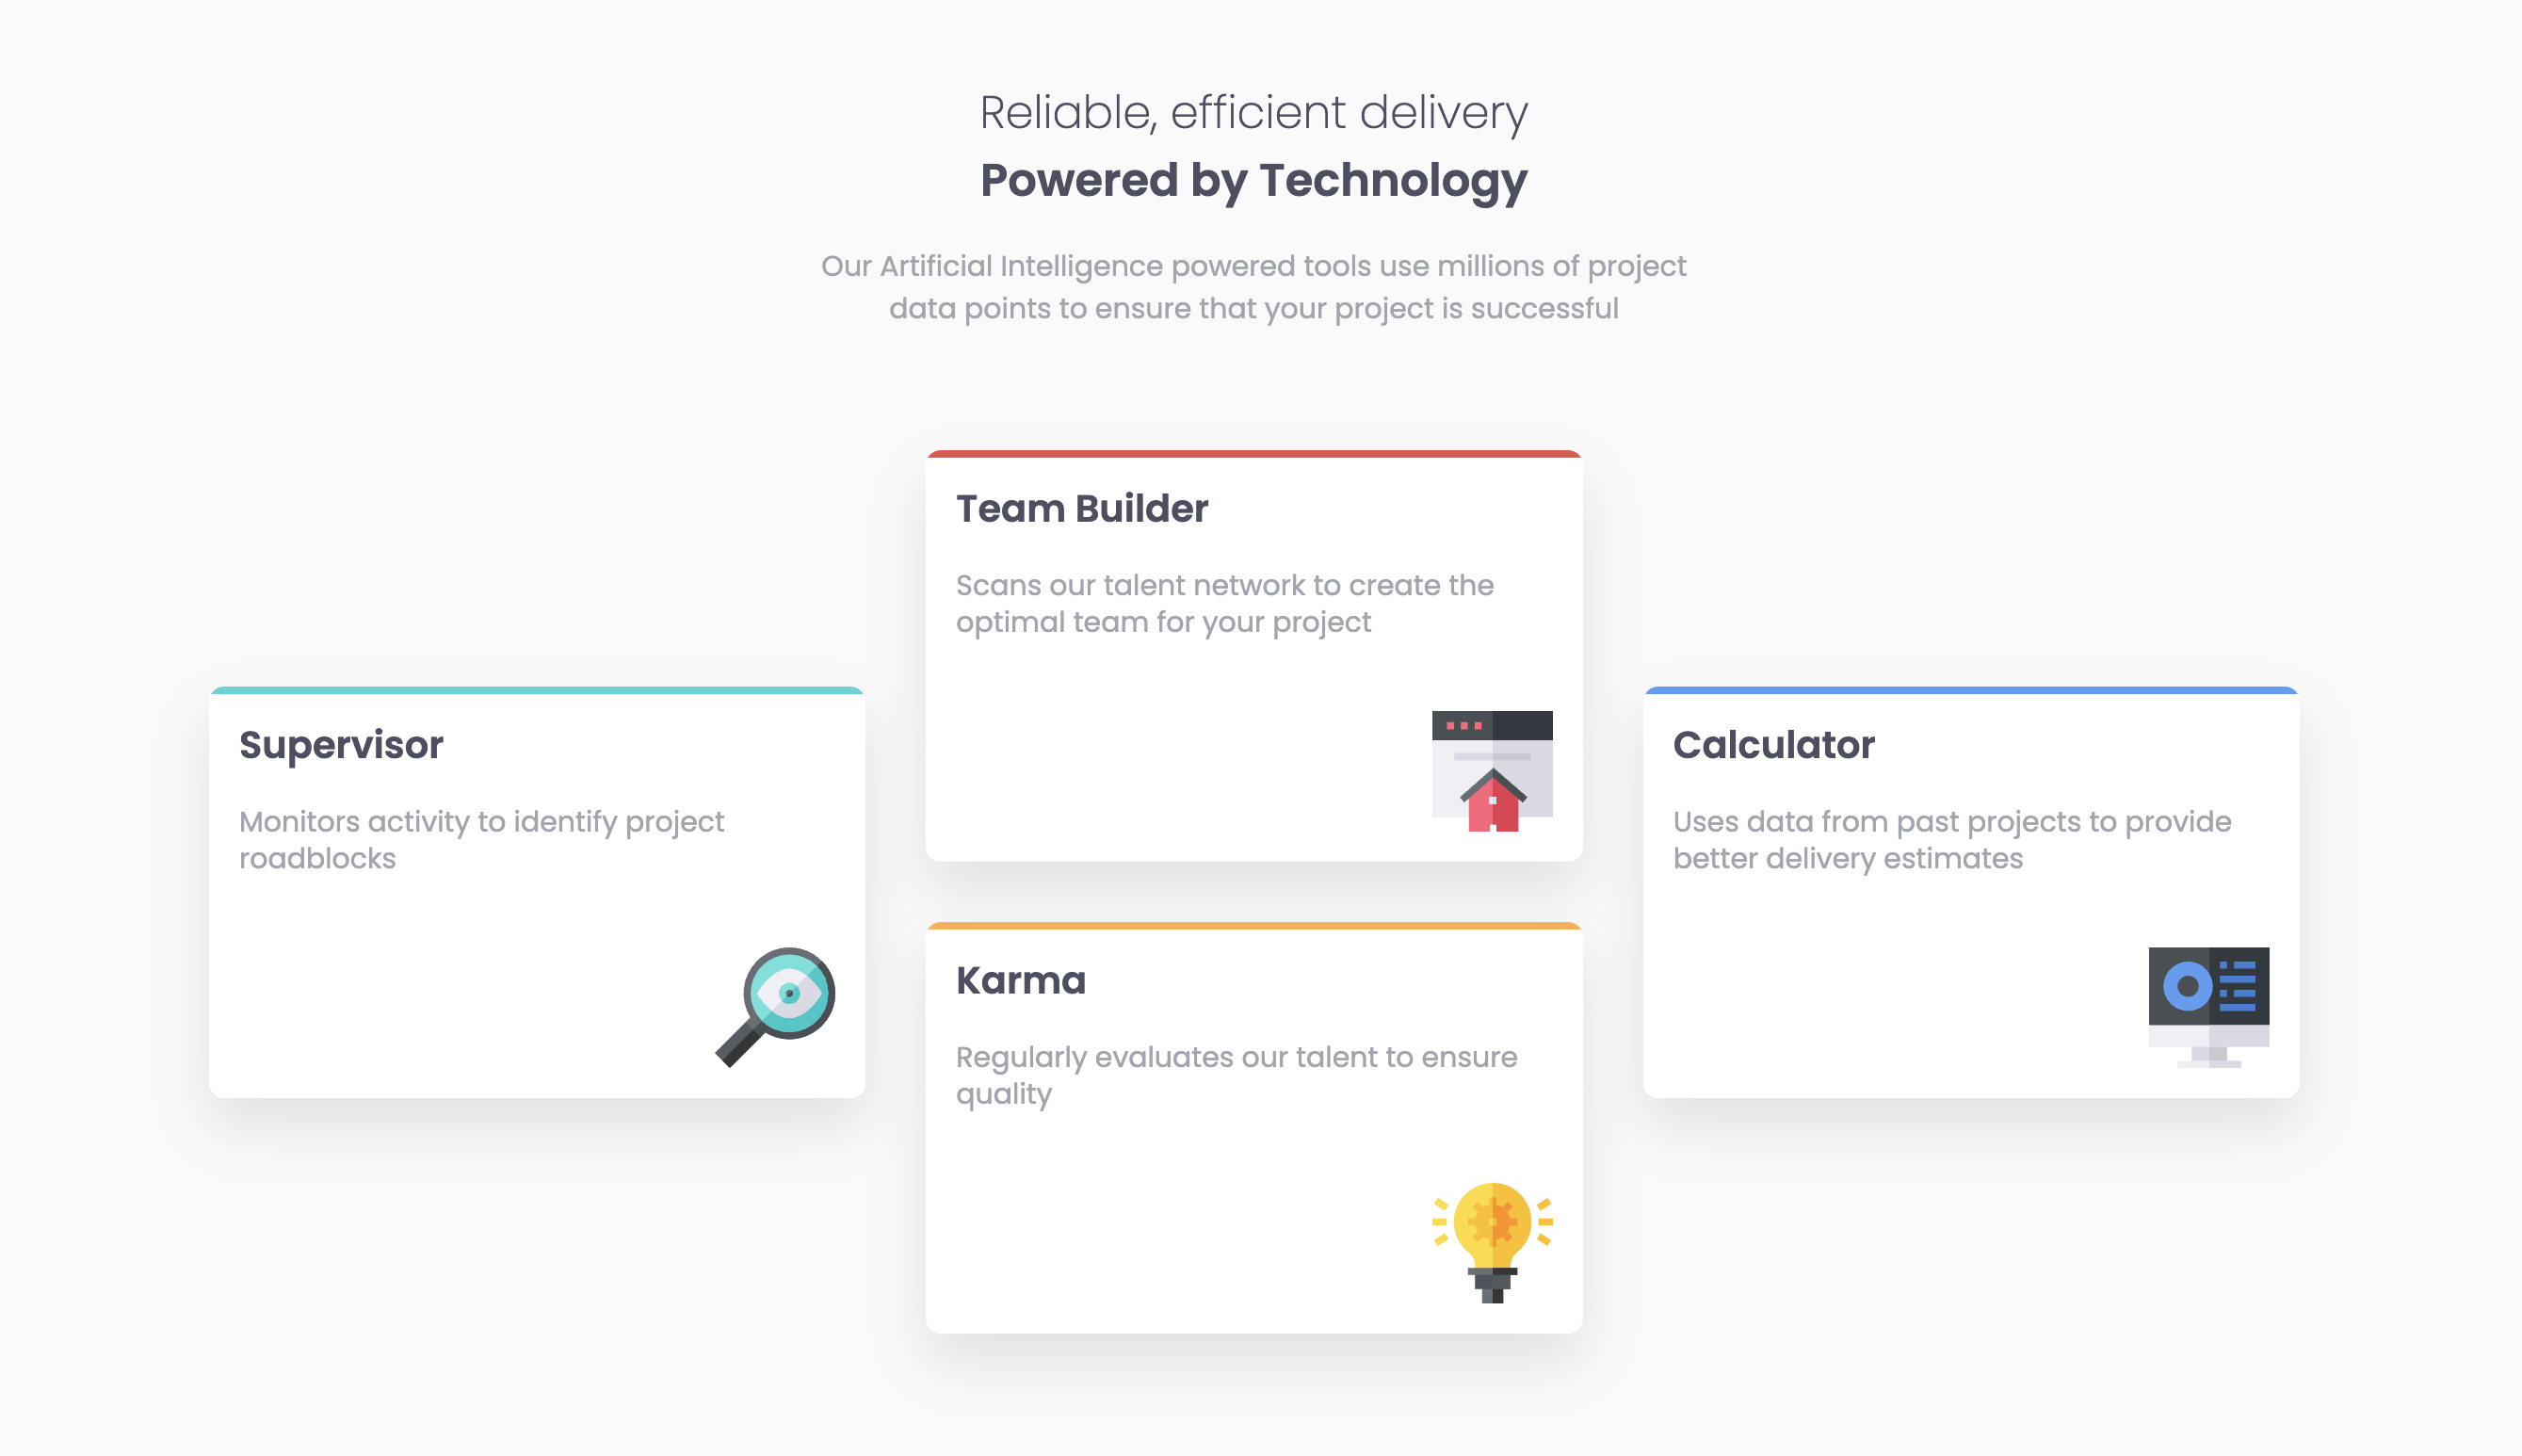 Reliable, efficient delivery
Powered by Technology
Our Artificial Intelligence powered tools use millions of project
data points to ensure that your project is successful
Supervisor
Monitors activity to identify project
roadblocks
Team Builder
Scans our talent network to create the
optimal team for your project
Karma
Regularly evaluates our talent to ensure
quality
Calculator
Uses data from past projects to provide
better delivery estimates